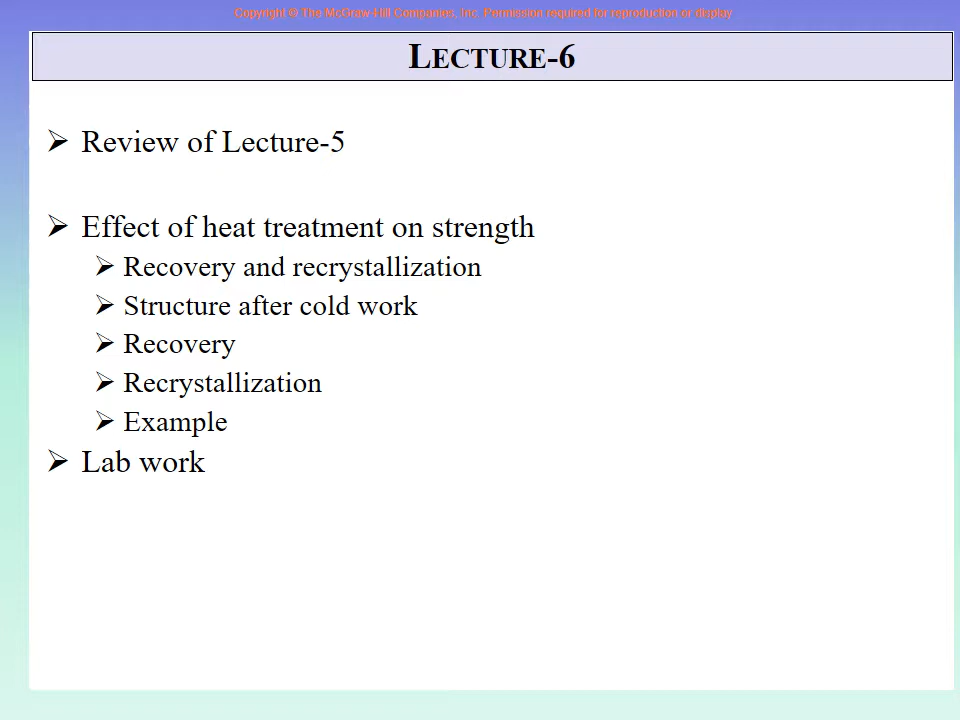 Copyright © The McGraw-Hill Companies, Inc. Permission required for reproduction or display
LECTURE-6
Review of Lecture-5
Effect of heat treatment on strength
Recovery and recrystallization
Structure after cold work
Recovery
Recrystallization
Example
Lab work